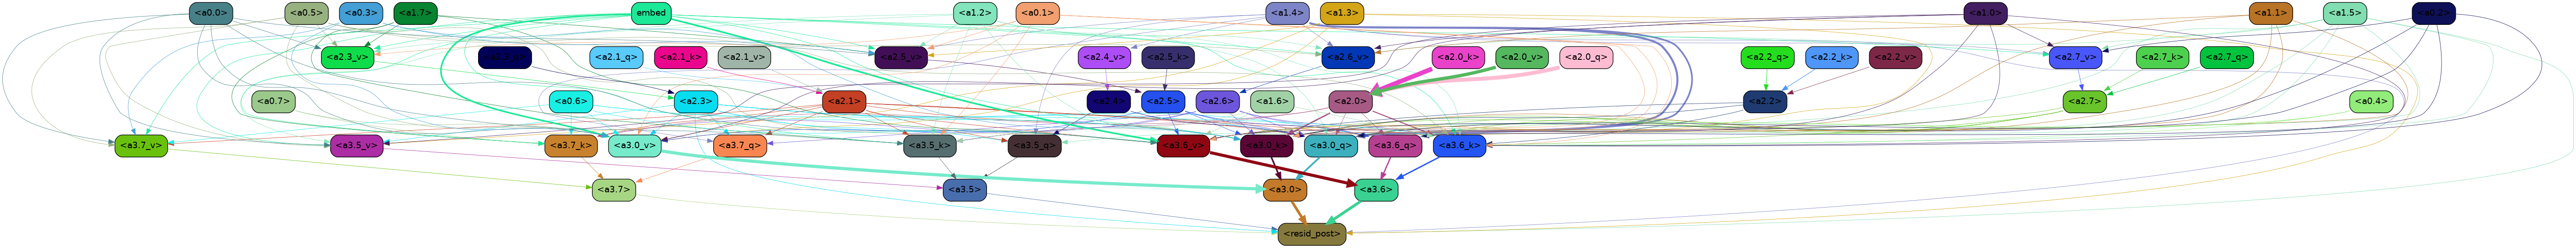 <a0.0> <a0.5> <a0.3> <a1.7> embed <a1.2> <a0.1> <a1.4> <a1.3> <a1.0> <a1.1> <a1.5> <a0.2>
<a2.3_v> <a2.1_q> <a2.1_k> <a2.1_v> <a2.5_v> <a2.4_v> <a2.5_k> <a2.6_v> <a2.0_k> <a2.0_v> <a2.0_q> <a2.2_q> <a2.2_k> <a2.2_v> <a2.7_v> <a2.7_k> <a2.7_q>
<a0.7> <a0.6> <a2.3> <a2.1> <a2.4> <a2.5> <a2.6> <a1.6> <a2.0> <a2.2> <a2.7> <a0.4>
<a3.7_v> <a3.5_v> <a3.7_k> <a3.0_v> <a3.7_q> <a3.5_k> <a3.5_q> <a3.6_v> <a3.0_k> <a3.0_q> <a3.6_q> <a3.6_k>
<a3.7> <a3.5> <a3.0> <a3.6>
<resid_post>